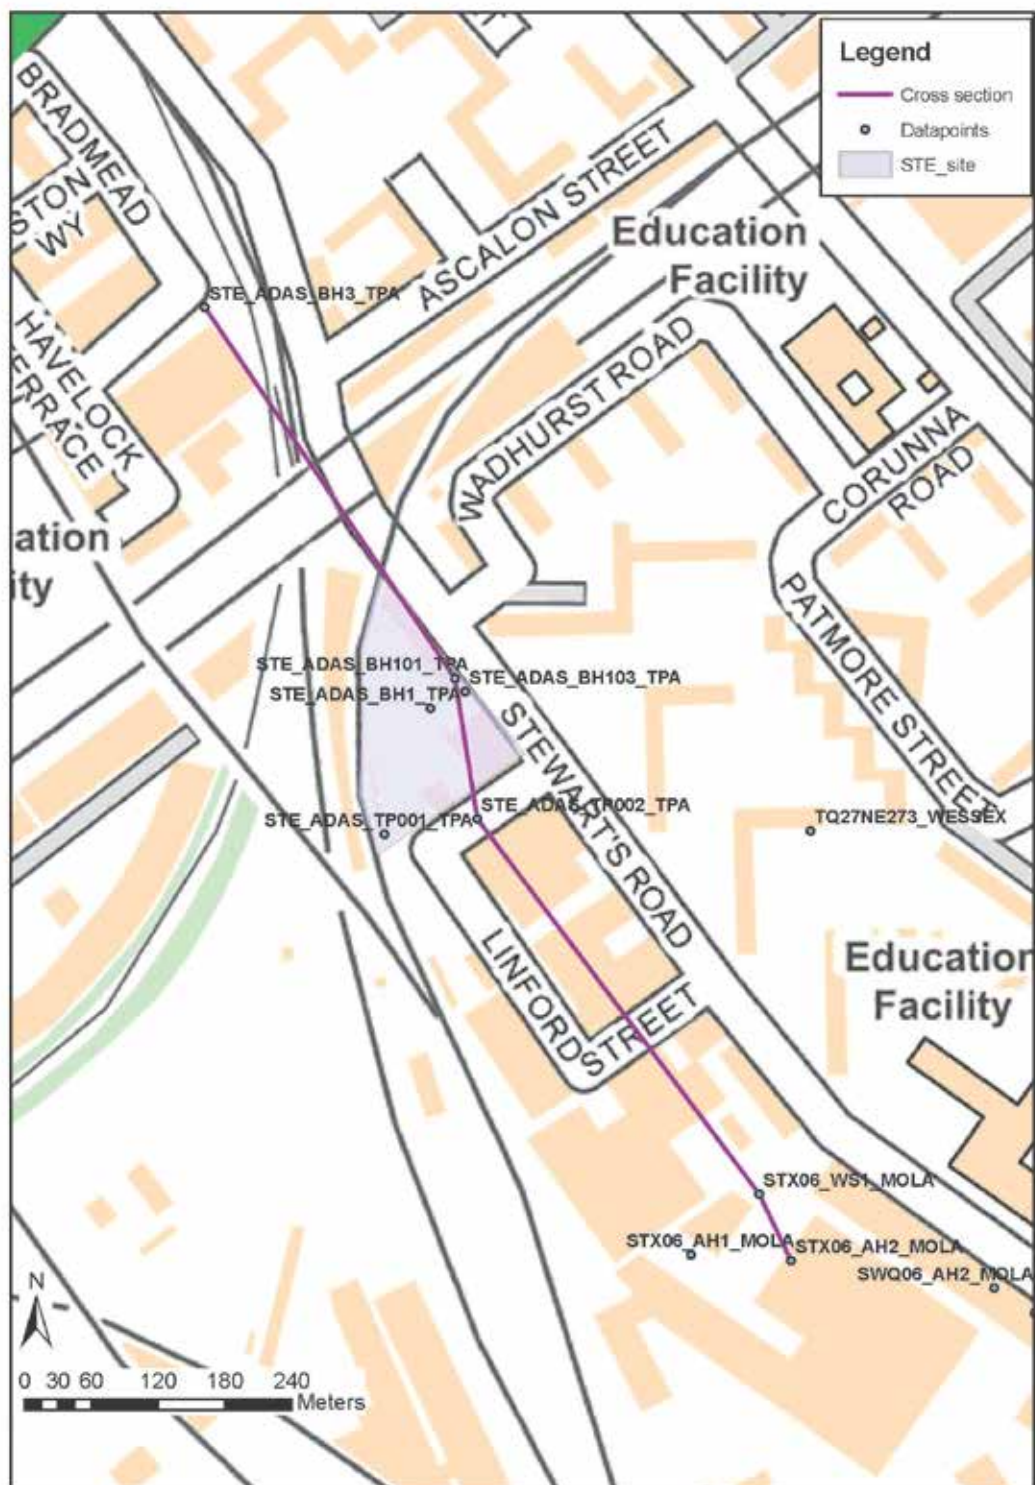 Legend
Cross section
Datapoints
STE_site
BRADMEAD
STON
WY
ASCALON STREET
Education
Facility
STE_ADAS_BH3_TPA
HAVELOCK
TERRACE
WADHURST ROAD
CORUNNA
ROAD
ation
ity
PATMORE STREET
STE_ADAS_BH101_TPA
STE_ADAS_BH103_TPA
STE_ADAS_BH1_TPA
STEWART'S ROAD
STE_ADAS_TP002_TPA
STE_ADAS_TP001_TPA
TQ27NE273_WESSEX
LINFORD
STREET
Education
Facility
STX06_WS1_MOLA
STX06_AH1_MOLA
STX06_AH2_MOLA
SWQ06_AH2_MOLA
N
0 30 60 120 180 240
Meters